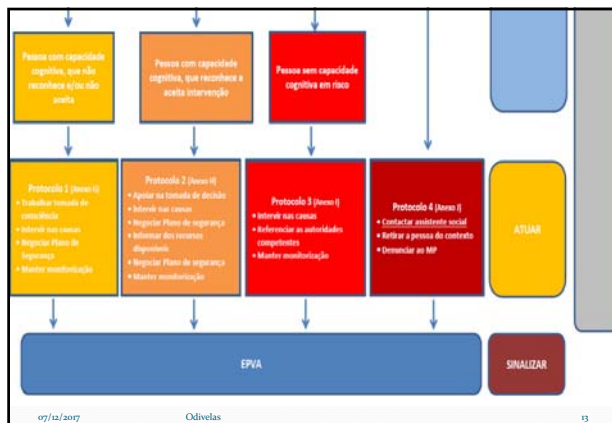 Pessoa com capacidade
cognitiva, que não
reconhece e/ou não
aceita
Pessoa com capacidade
cognitiva, que reconhece e
aceita intervenção
Pessoa sem capacidade
cognitiva em risco
Protocolo 1 (Anexo G)
• Trabalhar tomada de
consciência
• Intervir nas causas
• Negociar Plano de
Segurança
• Manter monitorização
Protocolo 2 (Anexo H)
• Apoiar na tomada de decisão
• Intervir nas causas
• Negociar Plano de segurança
• Informar dos recursos
disponíveis
• Negociar Plano de segurança
• Manter monitorização
Protocolo 3 (Anexo I)
• Intervir nas causas
• Referenciar as autoridades
competentes
• Manter monitorização
Protocolo 4 (Anexo J)
• Contactar assistente social
• Retirar a pessoa do contexto
• Denunciar ao MP
ATUAR
EPVA
SINALIZAR
07/12/2017
Odivelas
13